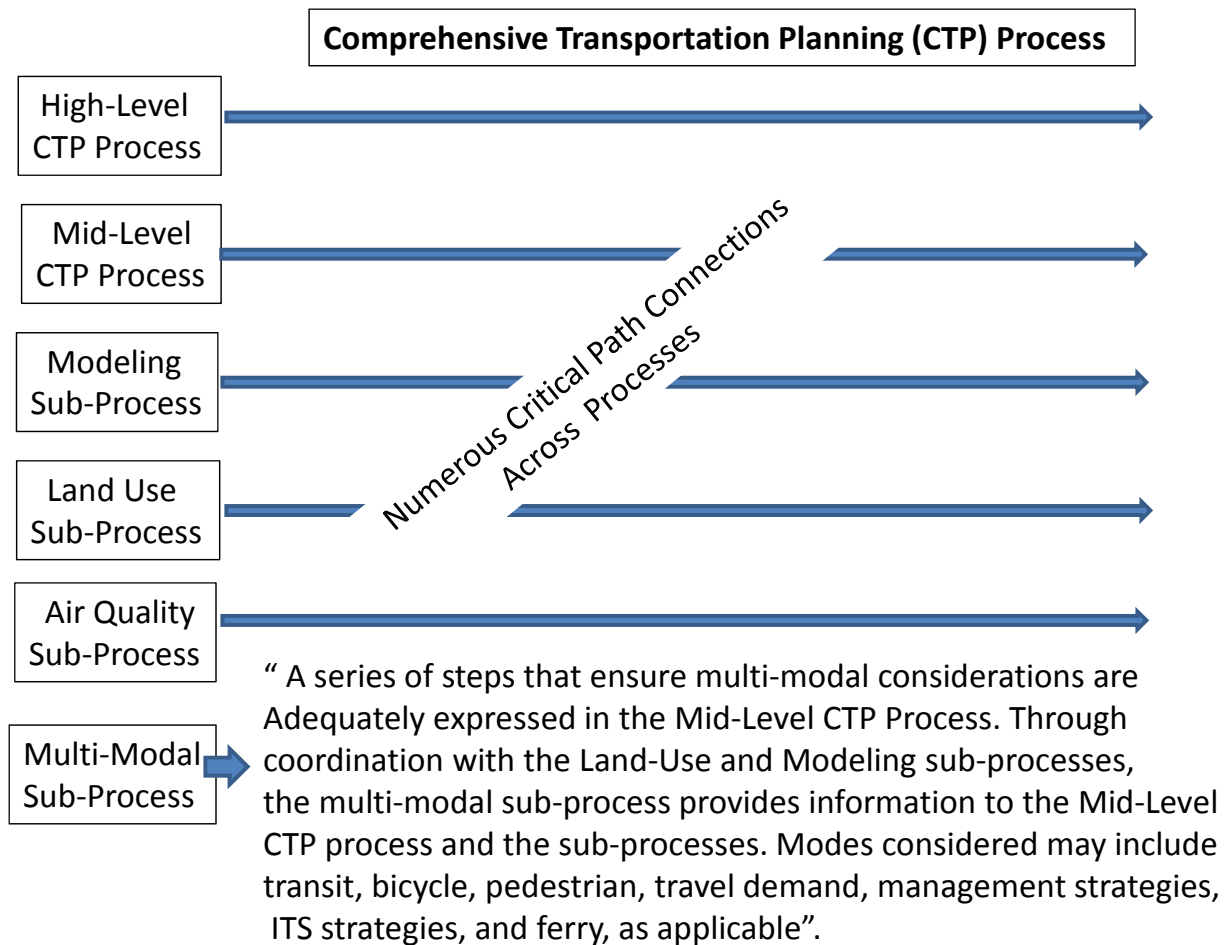 Comprehensive Transportation Planning (CTP) Process
High-Level
CTP Process
Mid-Level
CTP Process
Numerous Critical Path Connections
Across Processes
Modeling
Sub-Process
Land Use
Sub-Process
Air Quality
Sub-Process
Multi-Modal
Sub-Process
“ A series of steps that ensure multi-modal considerations are
Adequately expressed in the Mid-Level CTP Process. Through
coordination with the Land-Use and Modeling sub-processes,
the multi-modal sub-process provides information to the Mid-Level
CTP process and the sub-processes. Modes considered may include
transit, bicycle, pedestrian, travel demand, management strategies,
ITS strategies, and ferry, as applicable”.